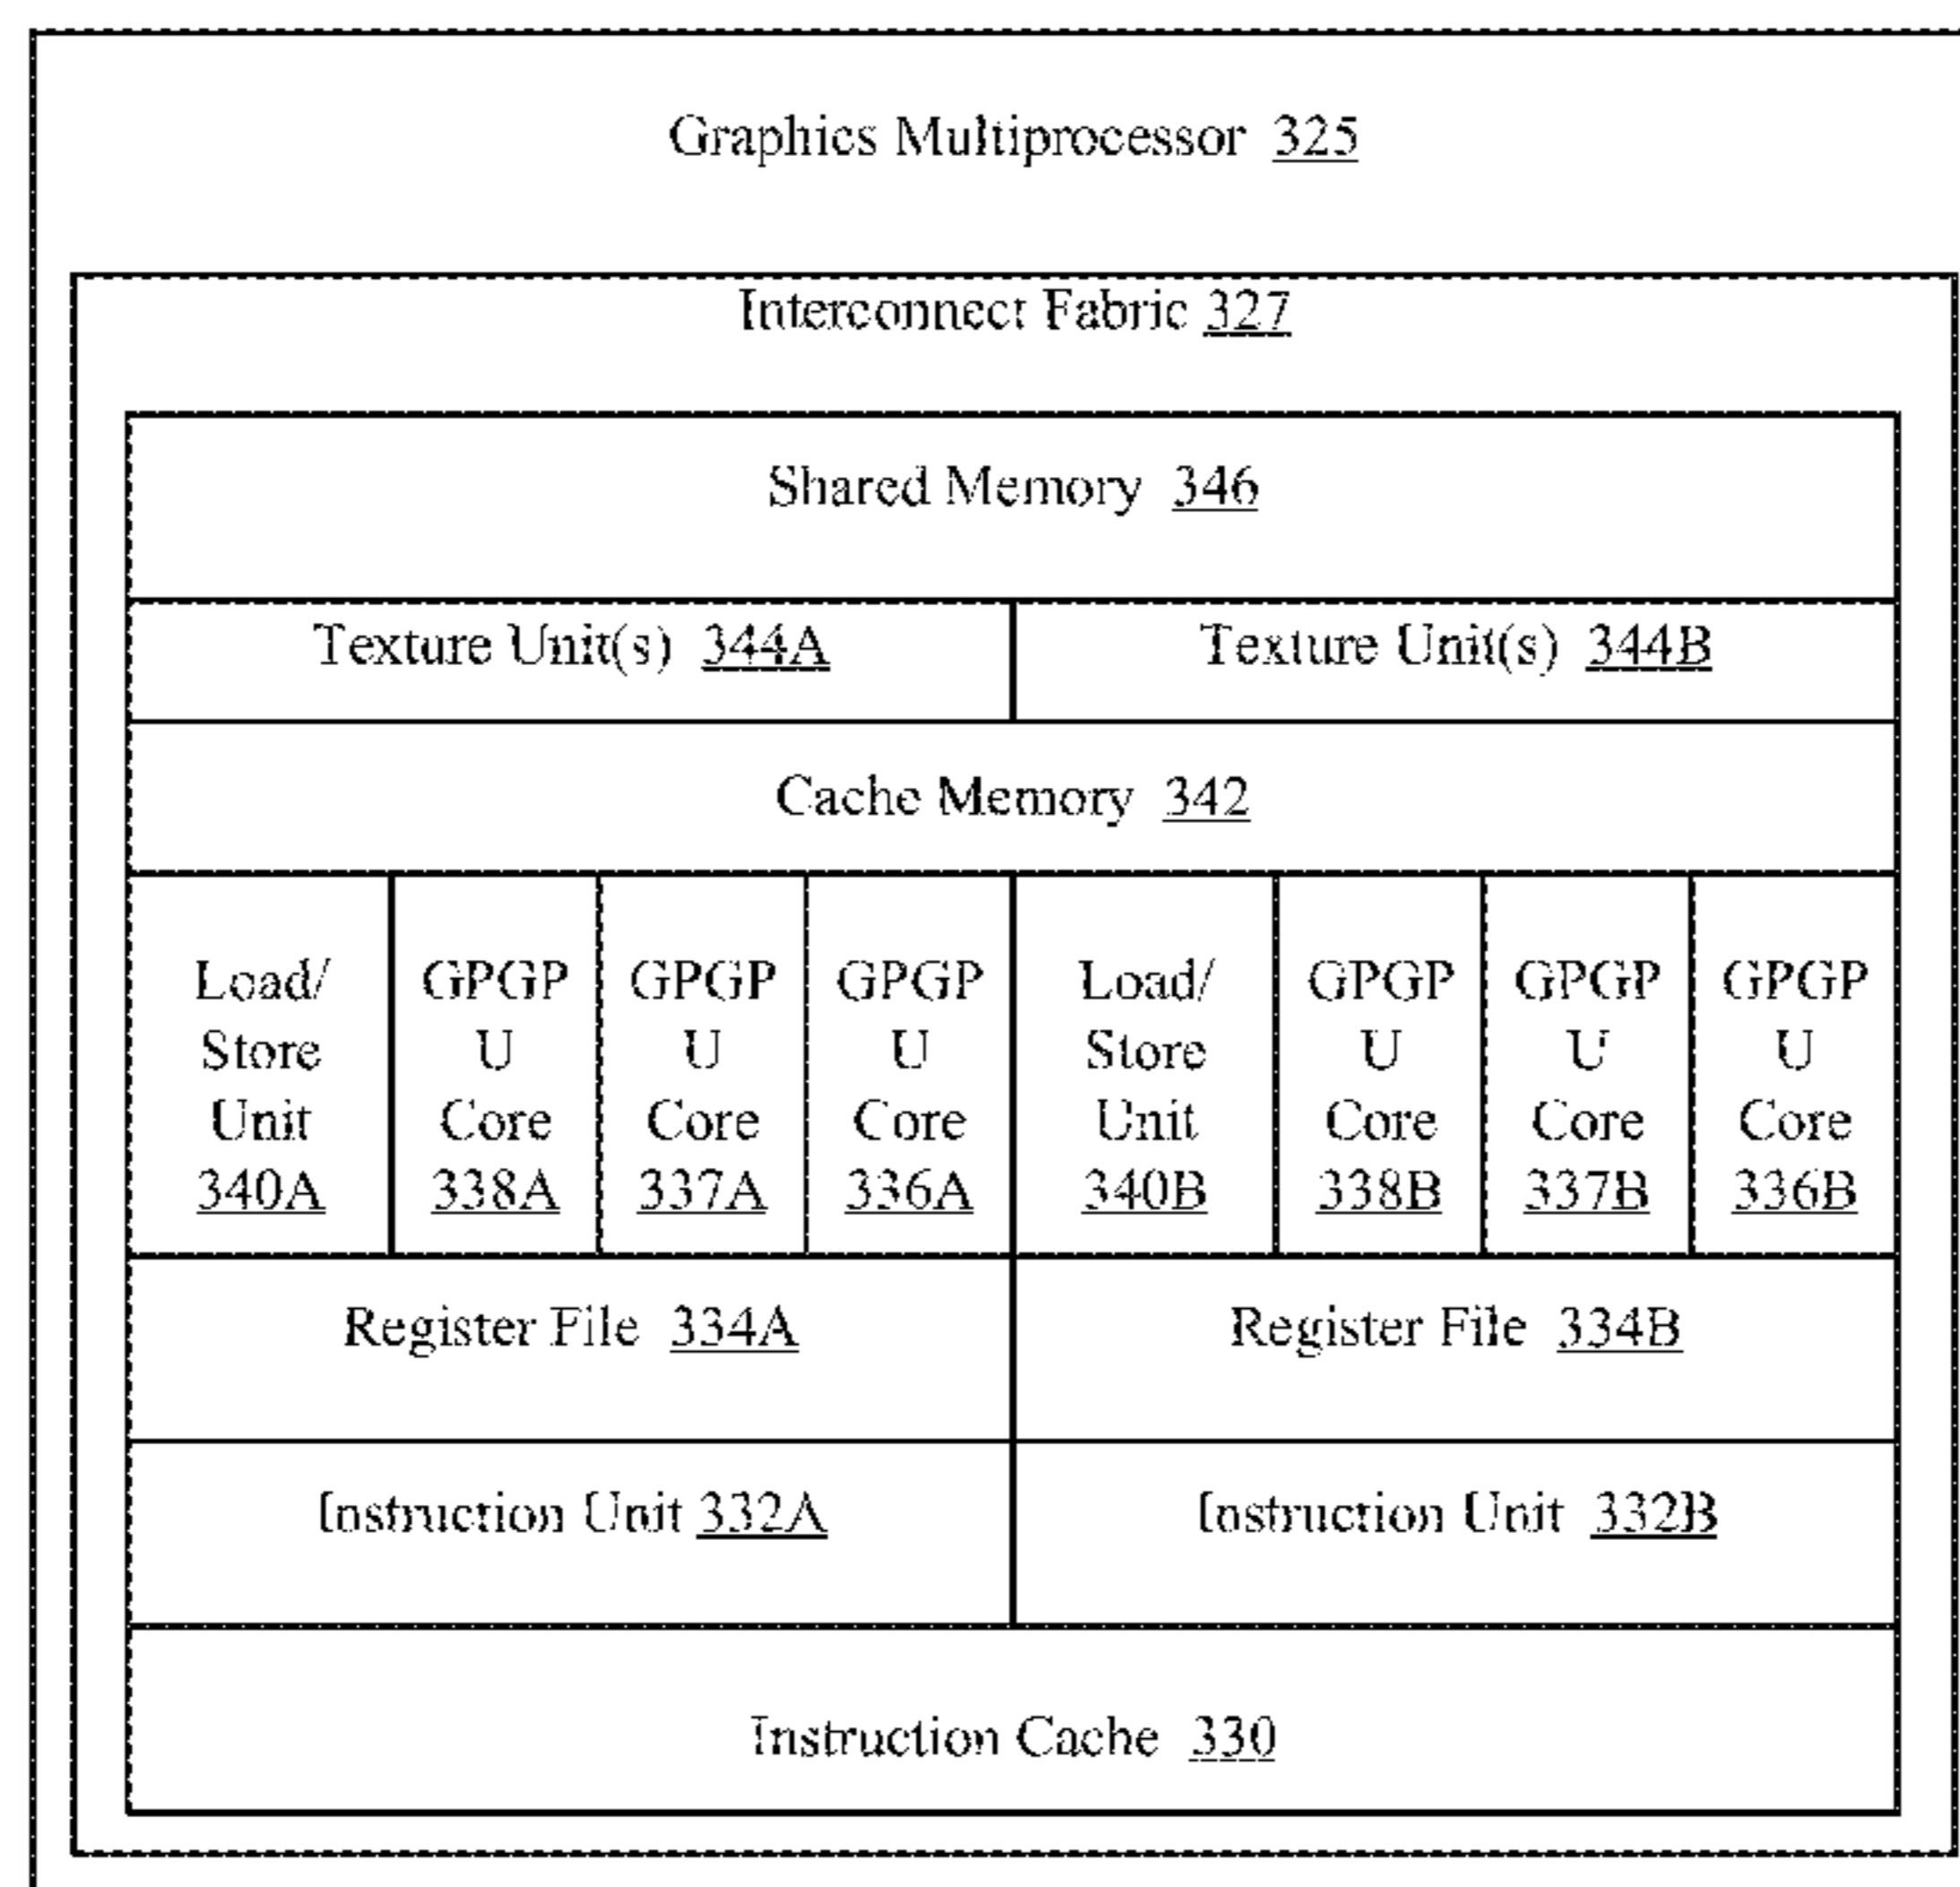 Graphics Multiprocessor 325
Interconnect Fabric 327
Shared Memory 346
Texture Unit(s) 344A
Texture Unit(s) 344B
Cache Memory 342
Load/
Store
Unit
340A
GPGP
U
Core
338A
GPGP
U
Core
337A
GPGP
U
Core
336A
Load/
Store
Unit
340B
GPGP
U
Core
338B
GPGP
U
Core
337B
GPGP
U
Core
336B
Register File 334A
Register File 334B
Instruction Unit 332A
Instruction Unit 332B
Instruction Cache 330